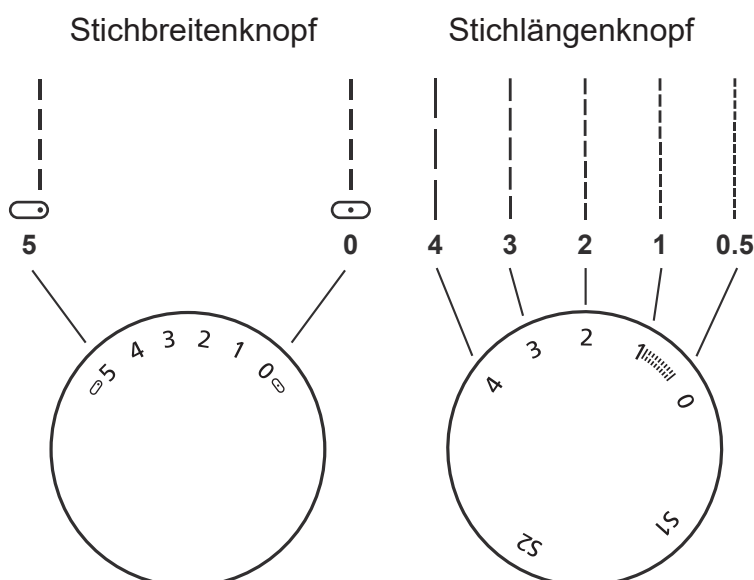 Stichbreitenknopf
Stichlängenknopf
5 0
4 3 2 1 0.5
5 4 3 2 1 0
4 3 2 1 0
S2 S1